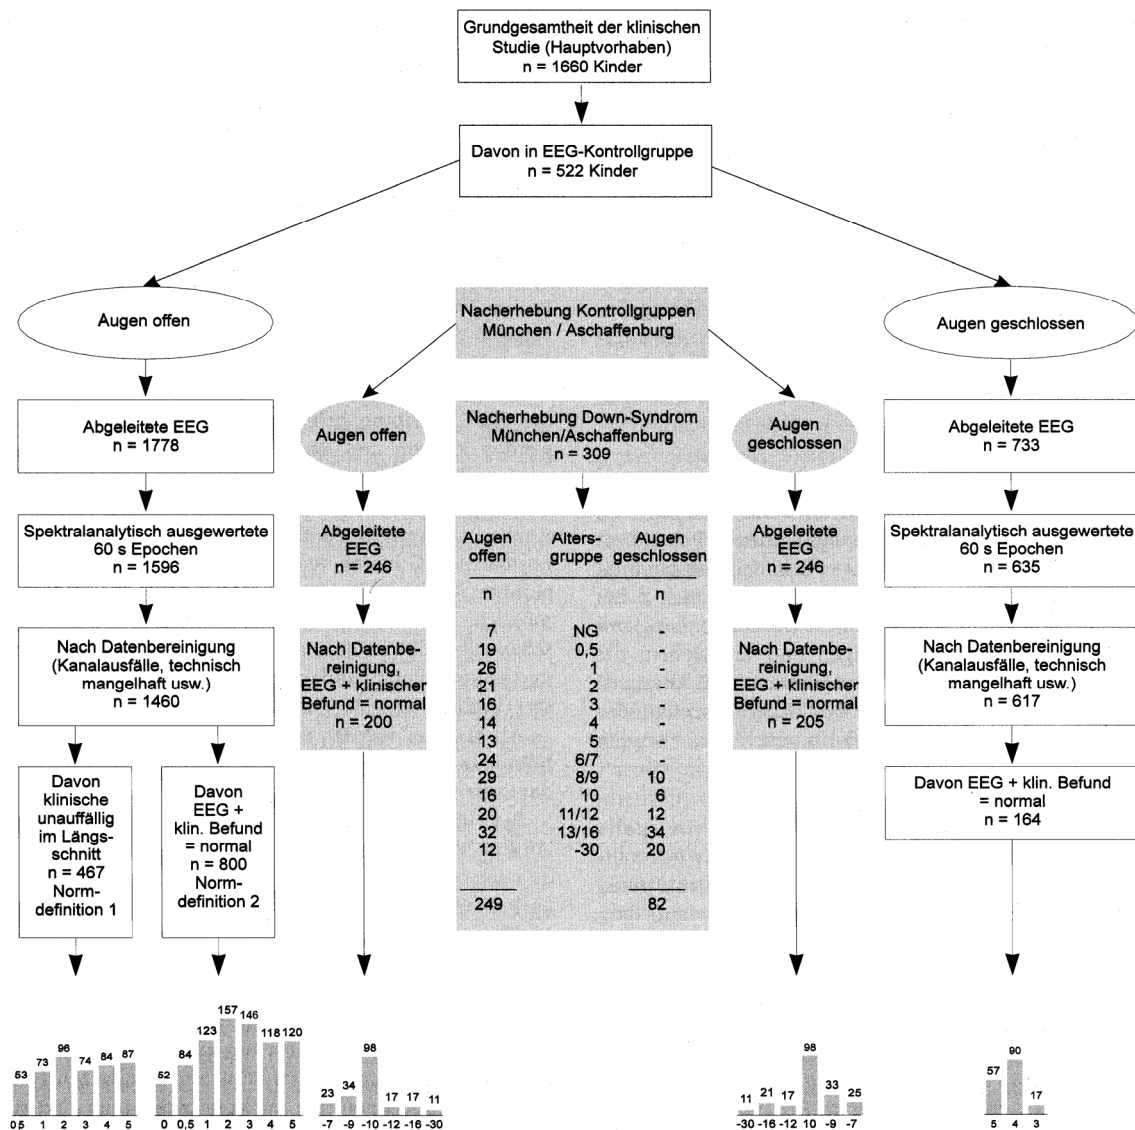 Grundgesamtheit der klinischen
Studie (Hauptvorhaben)
n = 1660 Kinder
Davon in EEG-Kontrollgruppe
n = 522 Kinder
Augen offen
Abgeleitete EEG
n = 1778
Spektralanalytisch ausgewertete
60 s Epochen
n = 1596
Nach Datenbereinigung
(Kanalausfälle, technisch
mangelhaft usw.)
n = 1460
Davon
klinische
unauffällig
im Längs-
schnitt
n = 467
Norm-
definition 1
Davon
EEG +
klin. Befund
= normal
n = 800
Norm-
definition 2
Nacherhebung Kontrollgruppen
München / Aschaffenburg
Augen offen
Abgeleitete
EEG
n = 246
Nach Datenbe-
reinigung,
EEG + klinischer
Befund = normal
n = 200
Nacherhebung Down-Syndrom
München/Aschaffenburg
n = 309
Augen Alters- Augen
offen gruppe geschlossen
n n
7 NG -
19 0,5 -
26 1 -
21 2 -
16 3 -
14 4 -
13 5 -
24 6/7 -
29 8/9 10
16 10 6
20 11/12 12
32 13/16 34
12 -30 20
249 82
Augen
geschlossen
Abgeleitete
EEG
n = 246
Nach Datenbe-
reinigung,
EEG + klinischer
Befund = normal
n = 205
Augen geschlossen
Abgeleitete EEG
n = 733
Spektralanalytisch ausgewertete
60 s Epochen
n = 635
Nach Datenbereinigung
(Kanalausfälle, technisch
mangelhaft usw.)
n = 617
Davon EEG + klin. Befund
= normal
n = 164
53 73 96 74 84 87
0,5 1 2 3 4 5
52 84 123 157 146 118 120
0 0,5 1 2 3 4 5
23 34 98 17 17 11
-7 -9 -10 -12 -16 -30
11 21 17 98 33 25
-30 -16 -12 10 -9 -7
57 90 17
5 4 3